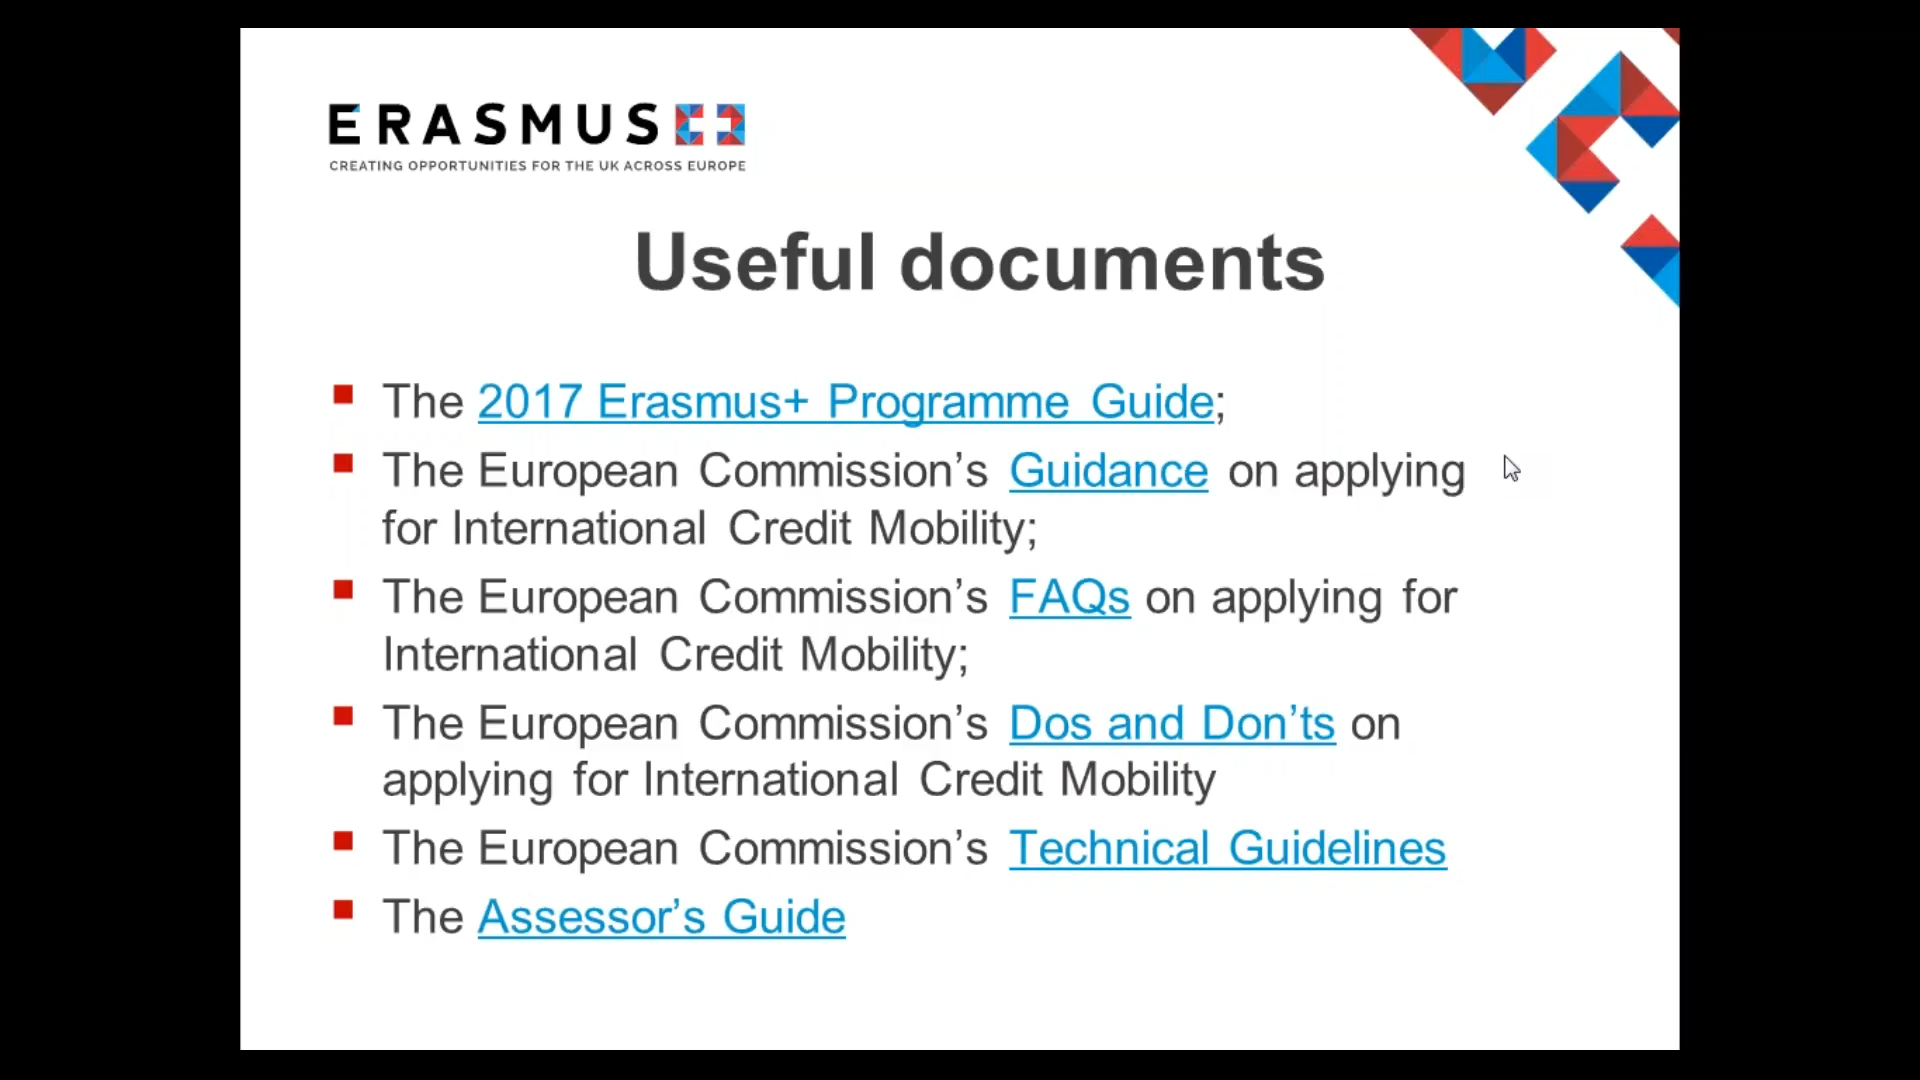 ERASMUS+
CREATING OPPORTUNITIES FOR THE UK ACROSS EUROPE
Useful documents
The 2017 Erasmus+ Programme Guide;
The European Commission’s Guidance on applying
for International Credit Mobility;
The European Commission’s FAQs on applying for
International Credit Mobility;
The European Commission’s Dos and Don’ts on
applying for International Credit Mobility
The European Commission’s Technical Guidelines
The Assessor’s Guide